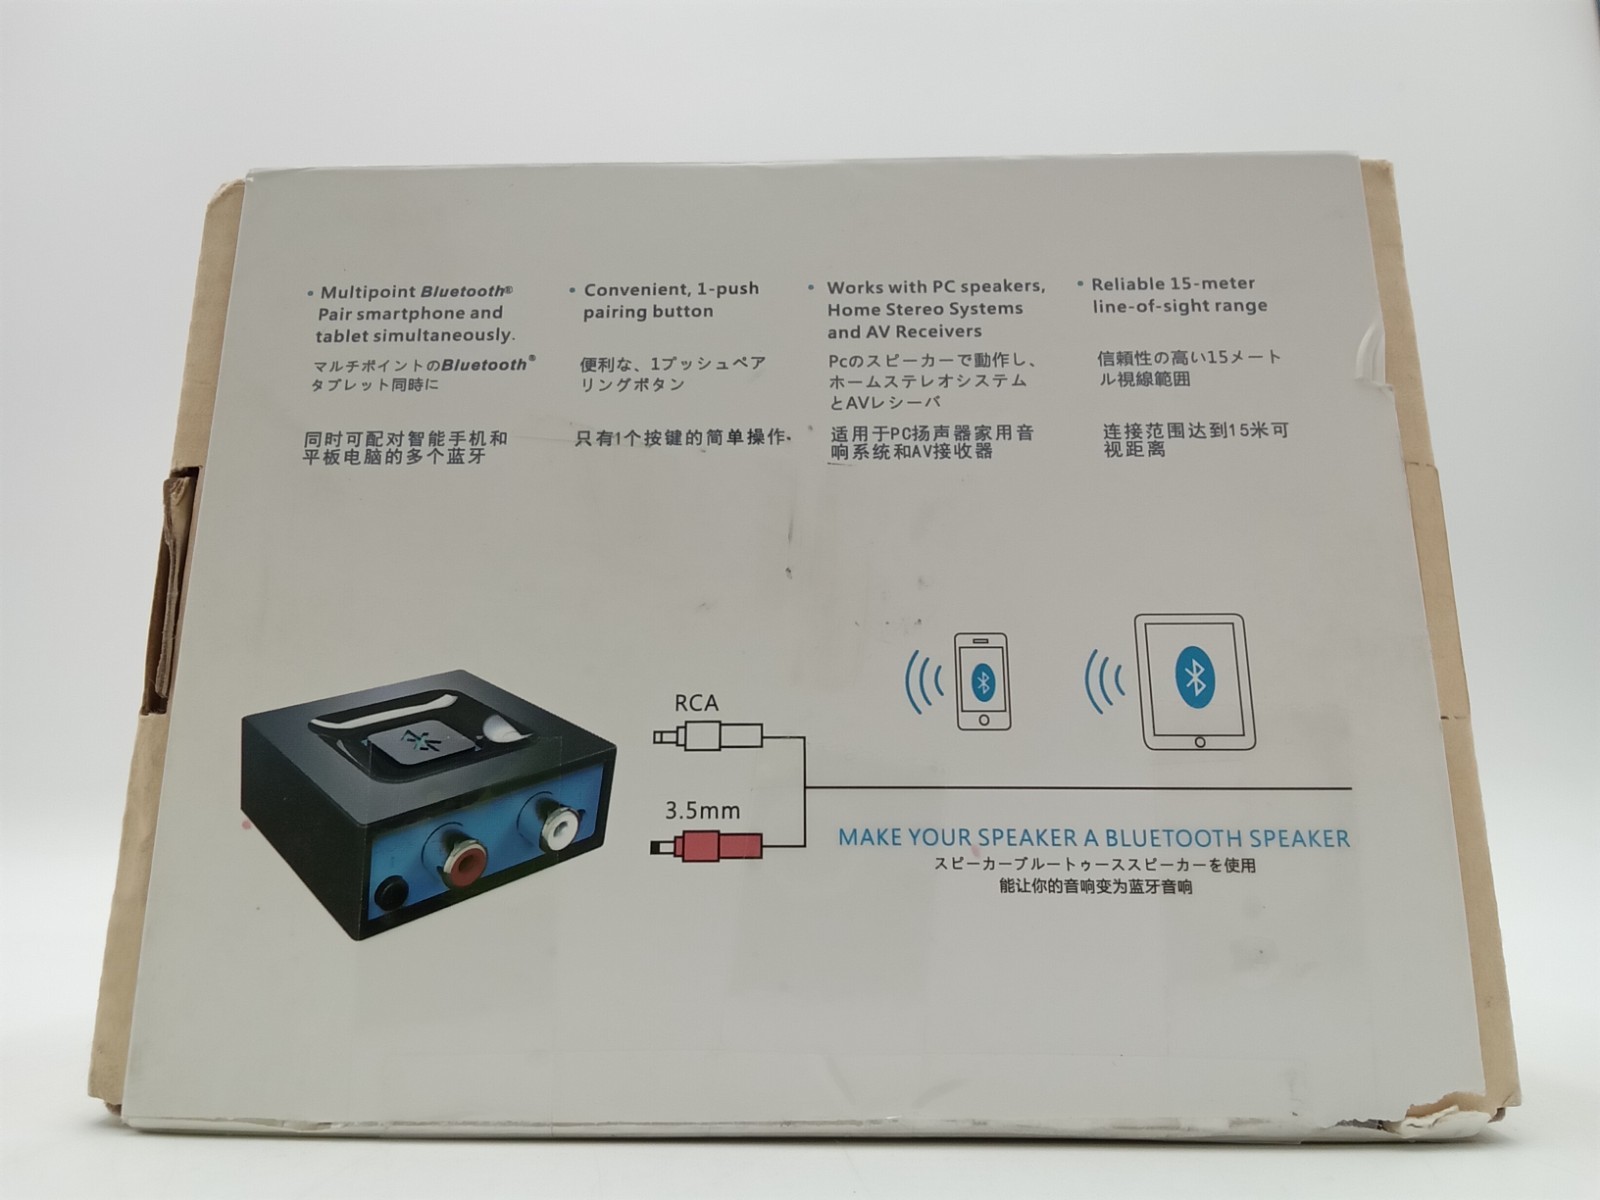 • Multipoint Bluetooth®
Pair smartphone and
tablet simultaneously.
マルチポイントのBluetooth®
タブレット同時に
同时可配对智能手机和
平板电脑的多个蓝牙
• Convenient, 1-push
pairing button
便利な、1プッシュペア
リングボタン
只有1个按键的简单操作.
• Works with PC speakers,
Home Stereo Systems
and AV Receivers
Pcのスピーカーで動作し、
ホームステレオシステム
とAVレシーバ
适用于PC扬声器家用音
响系统和AV接收器
• Reliable 15-meter
line-of-sight range
信頼性の高い15メート
ル視線範囲
连接范围达到15米可
视距离
RCA
3.5mm
MAKE YOUR SPEAKER A BLUETOOTH SPEAKER
スピーカーブルートゥーススピーカーを使用
能让你的音响变为蓝牙音响